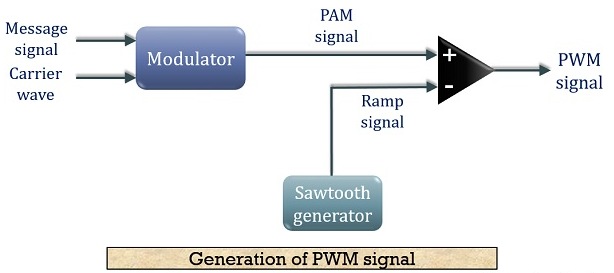 Message
signal
Carrier
wave
Modulator
PAM
signal
+
-
PWM
signal
Ramp
signal
Sawtooth
generator
Generation of PWM signal